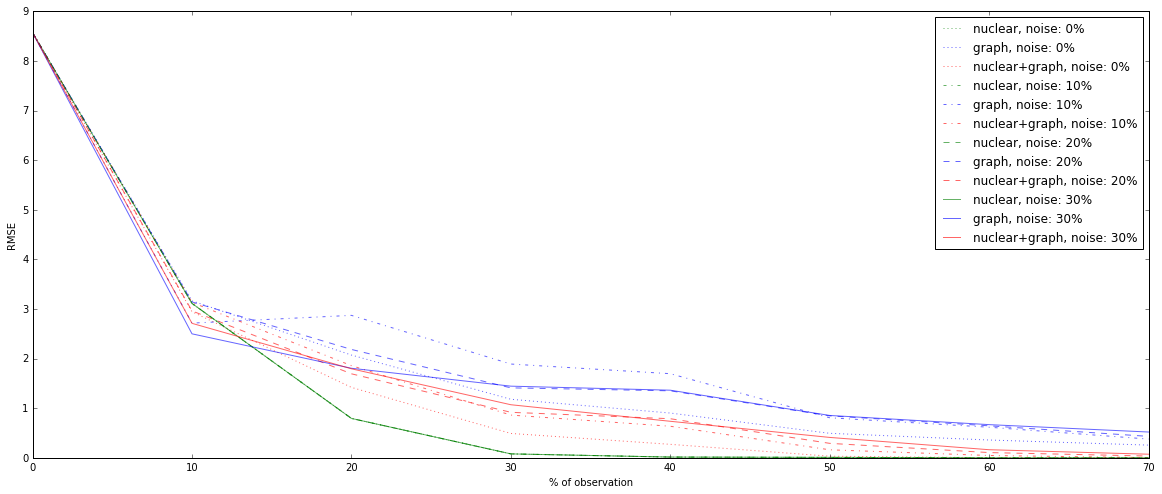 9
8
7
6
5
4
3
2
1
0
RMSE
0 10 20 30 40 50 60 70
% of observation
nuclear, noise: 0%
graph, noise: 0%
nuclear+graph, noise: 0%
nuclear, noise: 10%
graph, noise: 10%
nuclear+graph, noise: 10%
nuclear, noise: 20%
graph, noise: 20%
nuclear+graph, noise: 20%
nuclear, noise: 30%
graph, noise: 30%
nuclear+graph, noise: 30%